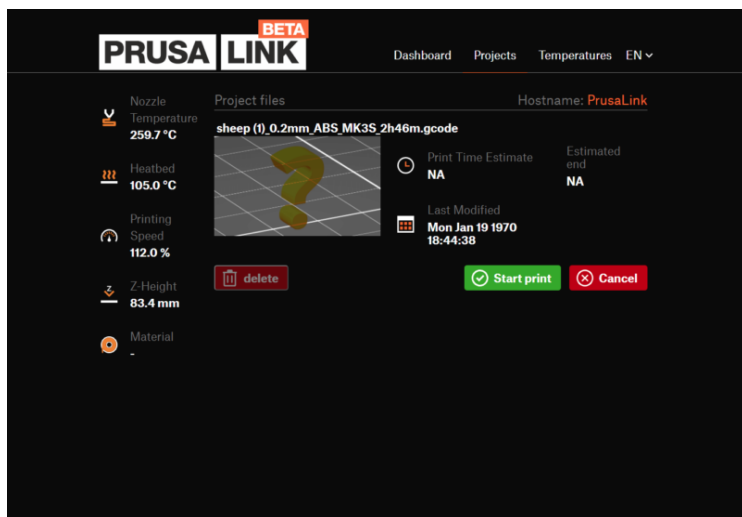 BETA
PRUSA LINK
Dashboard Projects Temperatures EN
Nozzle
Temperature
259.7 °C
Heatbed
105.0 °C
Printing
Speed
112.0 %
Z-Height
83.4 mm
Material
-
Project files
Hostname: PrusaLink
sheep (1)_0.2mm_ABS_MK3S_2h46m.gcode
?
Print Time Estimate
NA
Estimated
end
NA
Last Modified
Mon Jan 19 1970
18:44:38
delete
Start print
Cancel